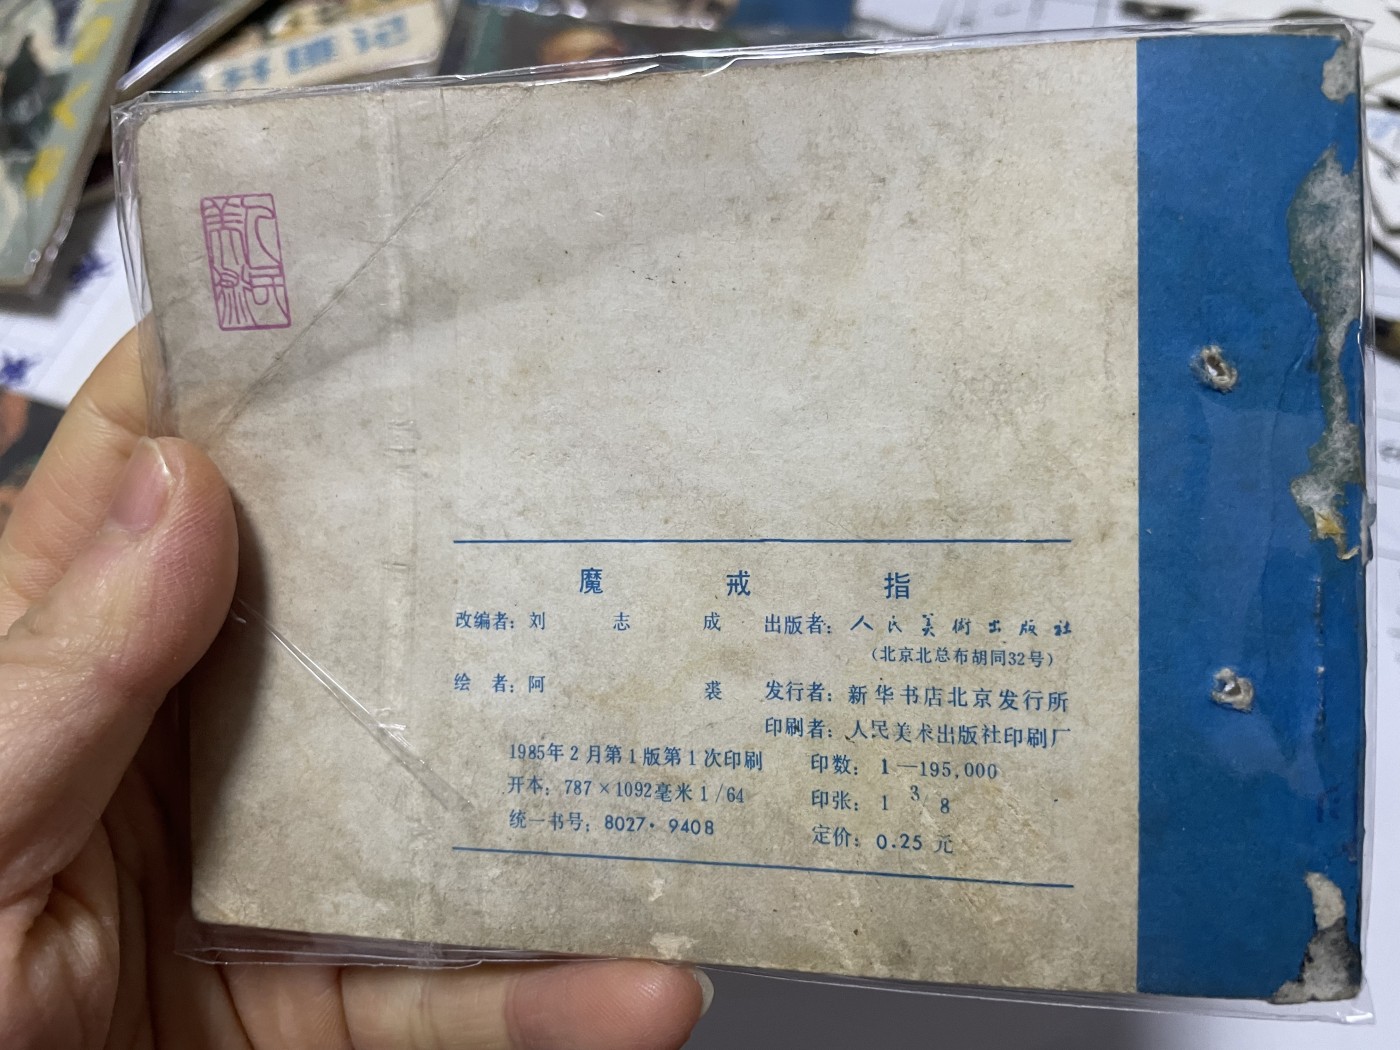 人民
美术
魔戒指
改编者：刘志成
绘者：阿裘
1985年2月第1版第1次印刷
开本：787×1092毫米1/64
统一书号：8027·9408
出版者：人民美術出版社
（北京北总布胡同32号）
发行者：新华书店北京发行所
印刷者：人民美术出版社印刷厂
印数：1—195,000
印张：1 3/8
定价：0.25元